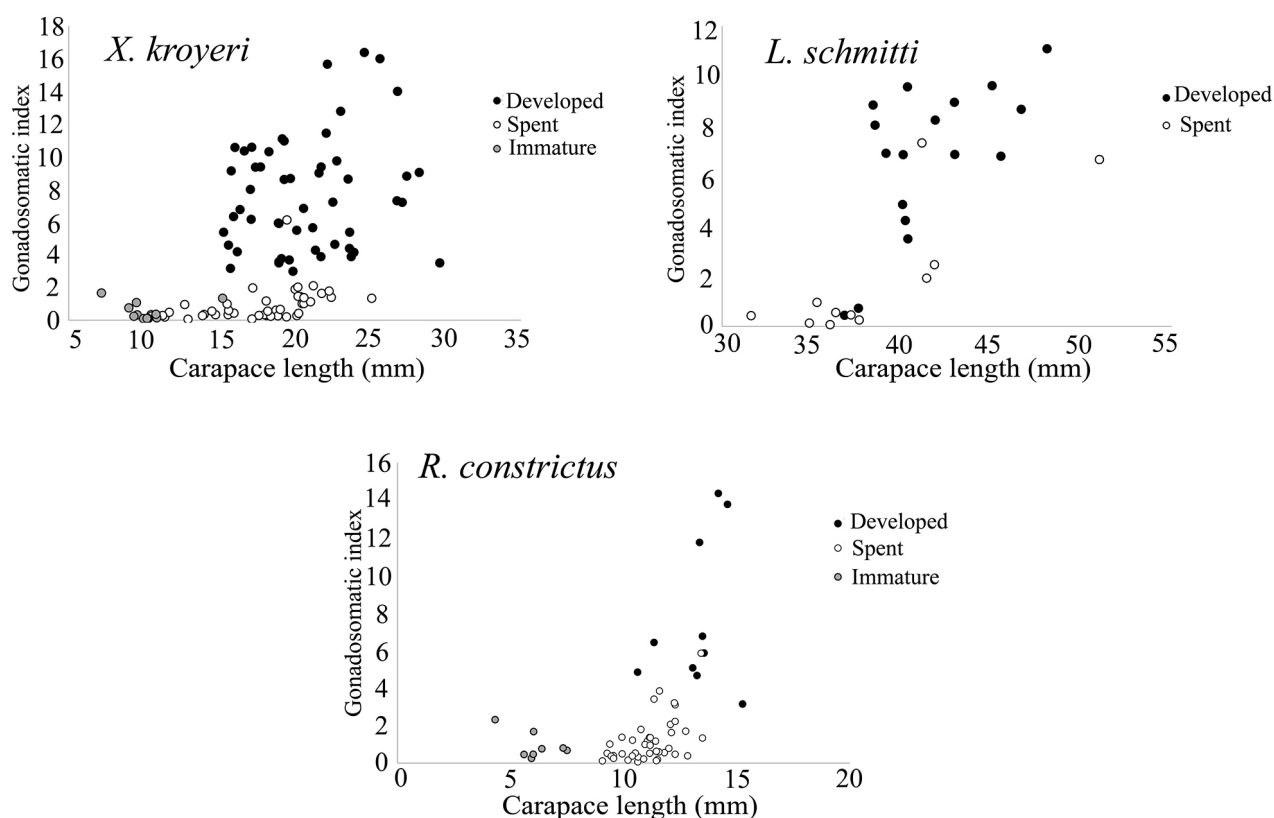 X. kroyeri
Gonadosomatic index
18
16
14
12
10
8
6
4
2
0
5 10 15 20 25 30 35
Carapace length (mm)
Developed
Spent
Immature
L. schmitti
Gonadosomatic index
12
10
8
6
4
2
0
30 35 40 45 50 55
Carapace length (mm)
Developed
Spent
R. constrictus
Gonadosomatic index
16
14
12
10
8
6
4
2
0
0 5 10 15 20
Carapace length (mm)
Developed
Spent
Immature